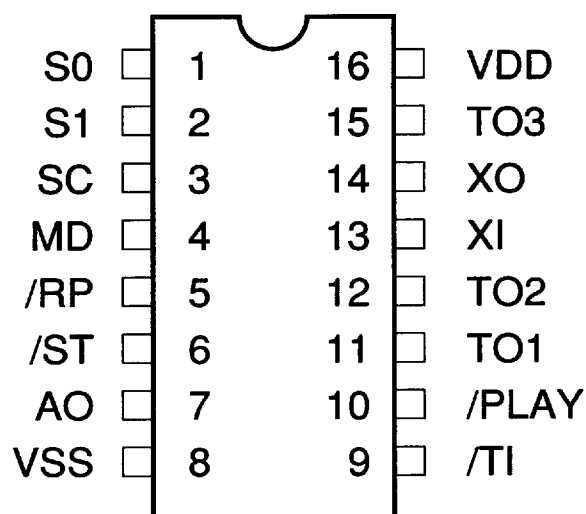 S0 1 16 VDD
S1 2 15 TO3
SC 3 14 XO
MD 4 13 XI
/RP 5 12 TO2
/ST 6 11 TO1
AO 7 10 /PLAY
VSS 8 9 /TI